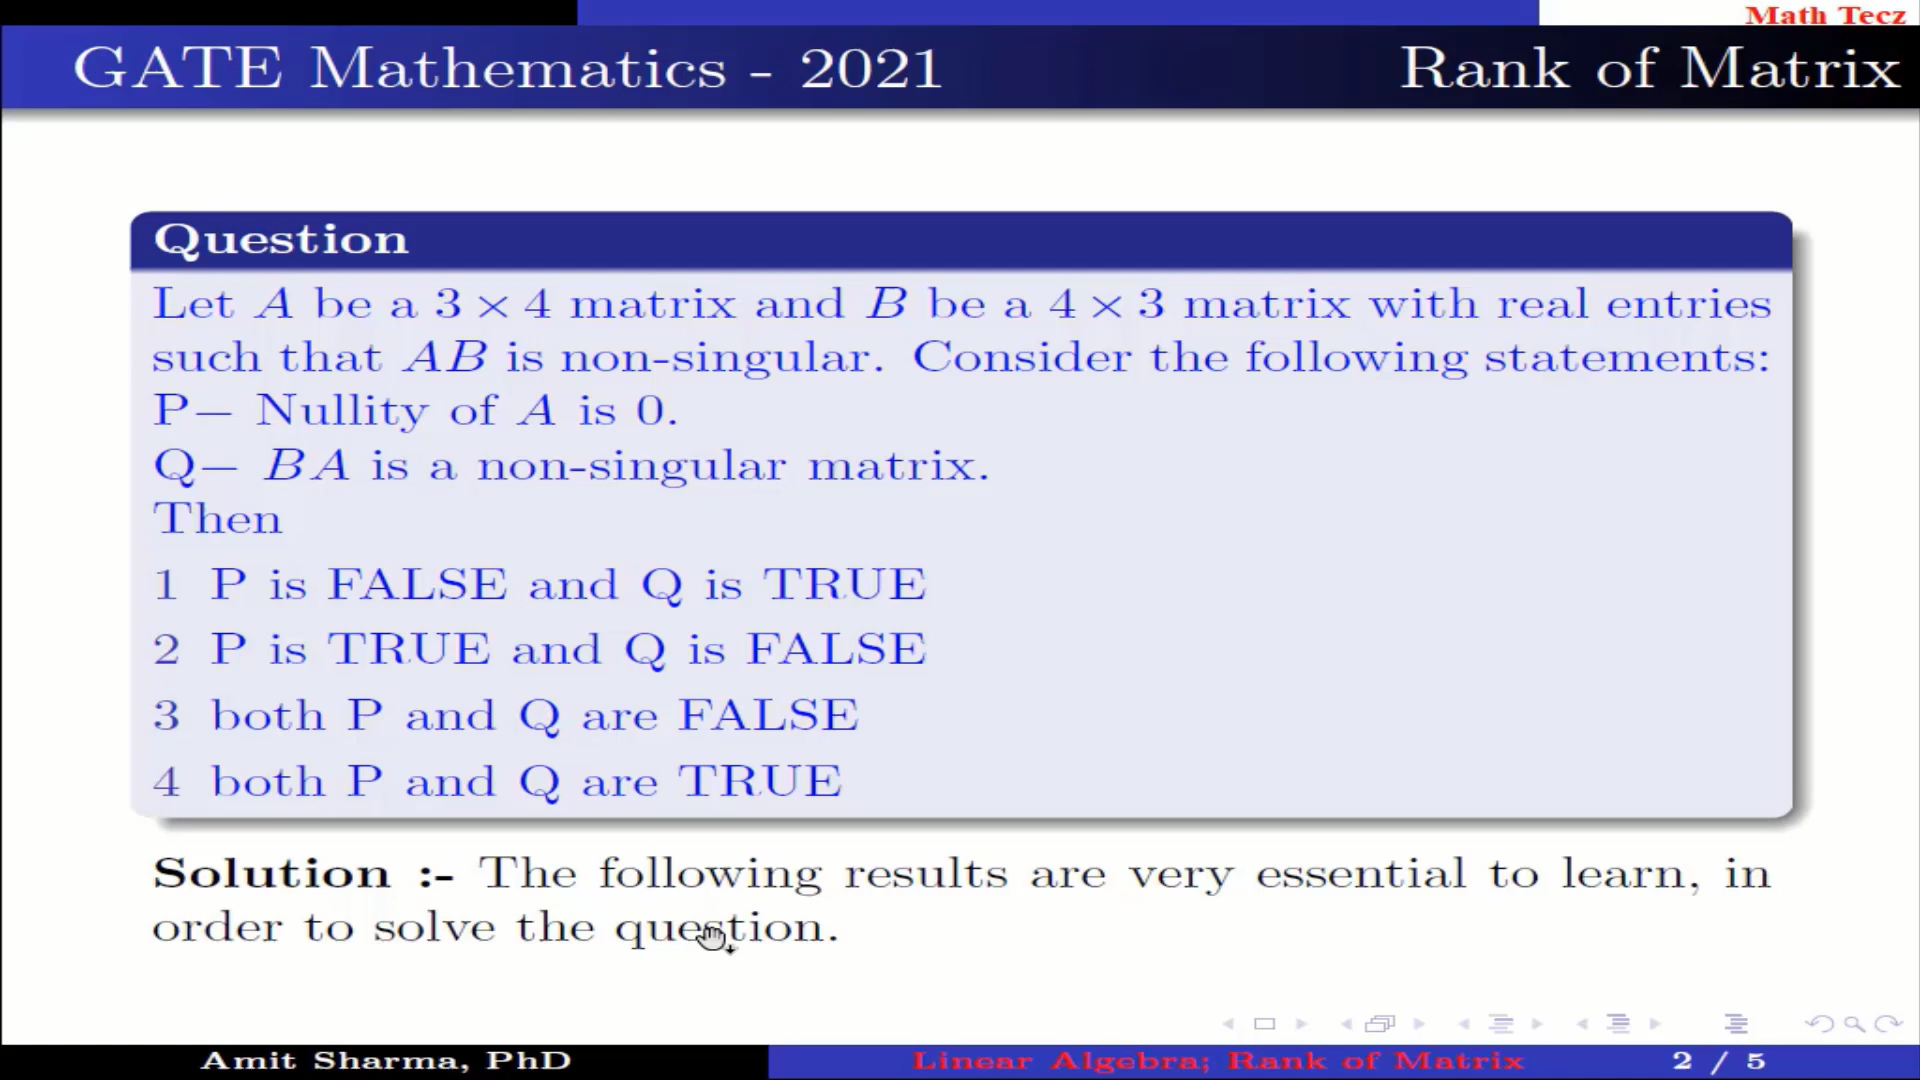 Math Tecz
GATE Mathematics - 2021 Rank of Matrix
Question
Let A be a 3 × 4 matrix and B be a 4 × 3 matrix with real entries
such that AB is non-singular. Consider the following statements:
P− Nullity of A is 0.
Q− BA is a non-singular matrix.
Then
1 P is FALSE and Q is TRUE
2 P is TRUE and Q is FALSE
3 both P and Q are FALSE
4 both P and Q are TRUE
Solution :- The following results are very essential to learn, in
order to solve the question.
Amit Sharma, PhD Linear Algebra; Rank of Matrix 2 / 5